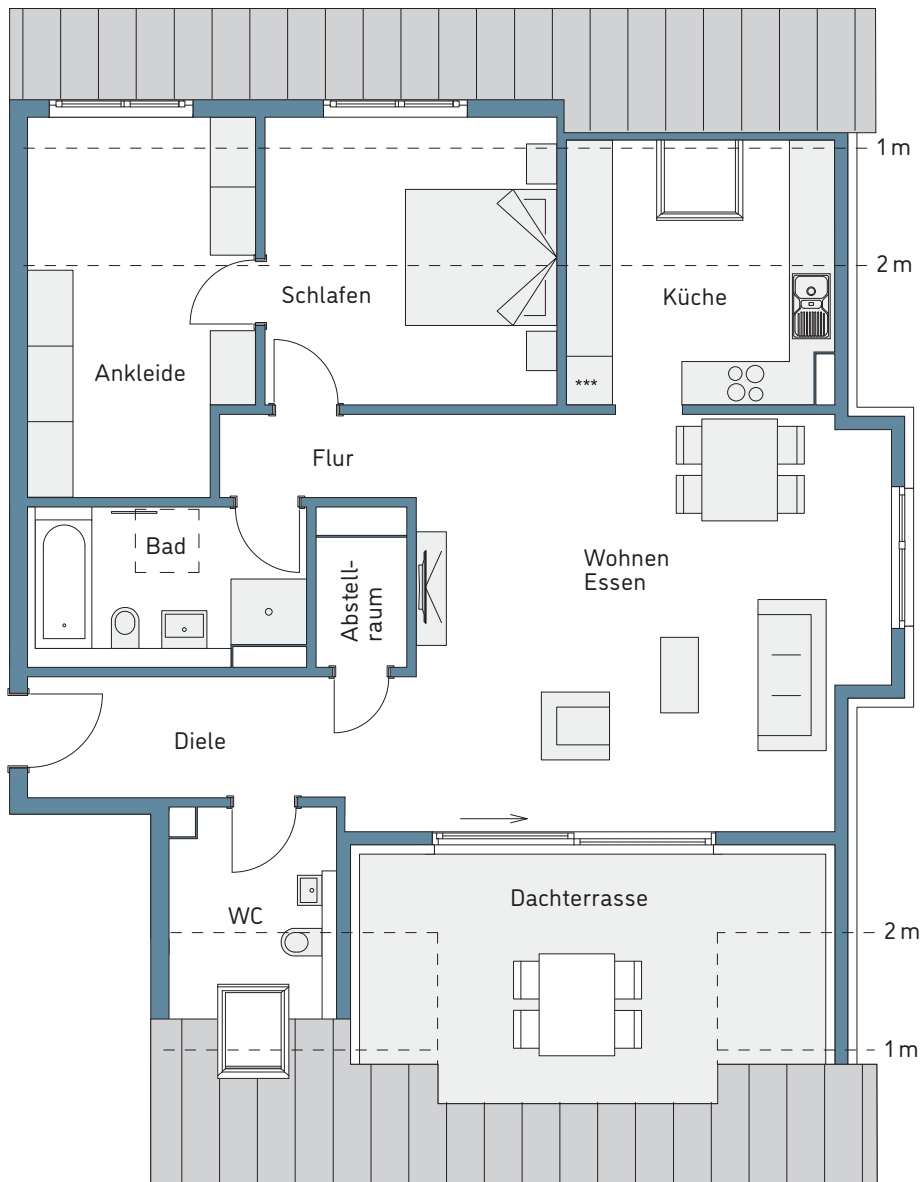 1 m
2 m
Schlafen
Küche
Ankleide
***
Flur
Bad
Abstell-
raum
Wohnen
Essen
Diele
Dachterrasse
WC
2 m
1 m